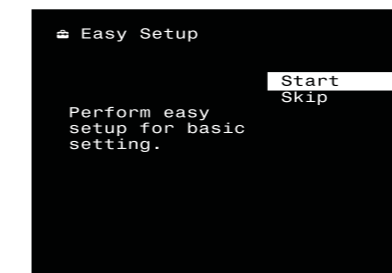 Easy Setup
Start
Skip
Perform easy
setup for basic
setting.